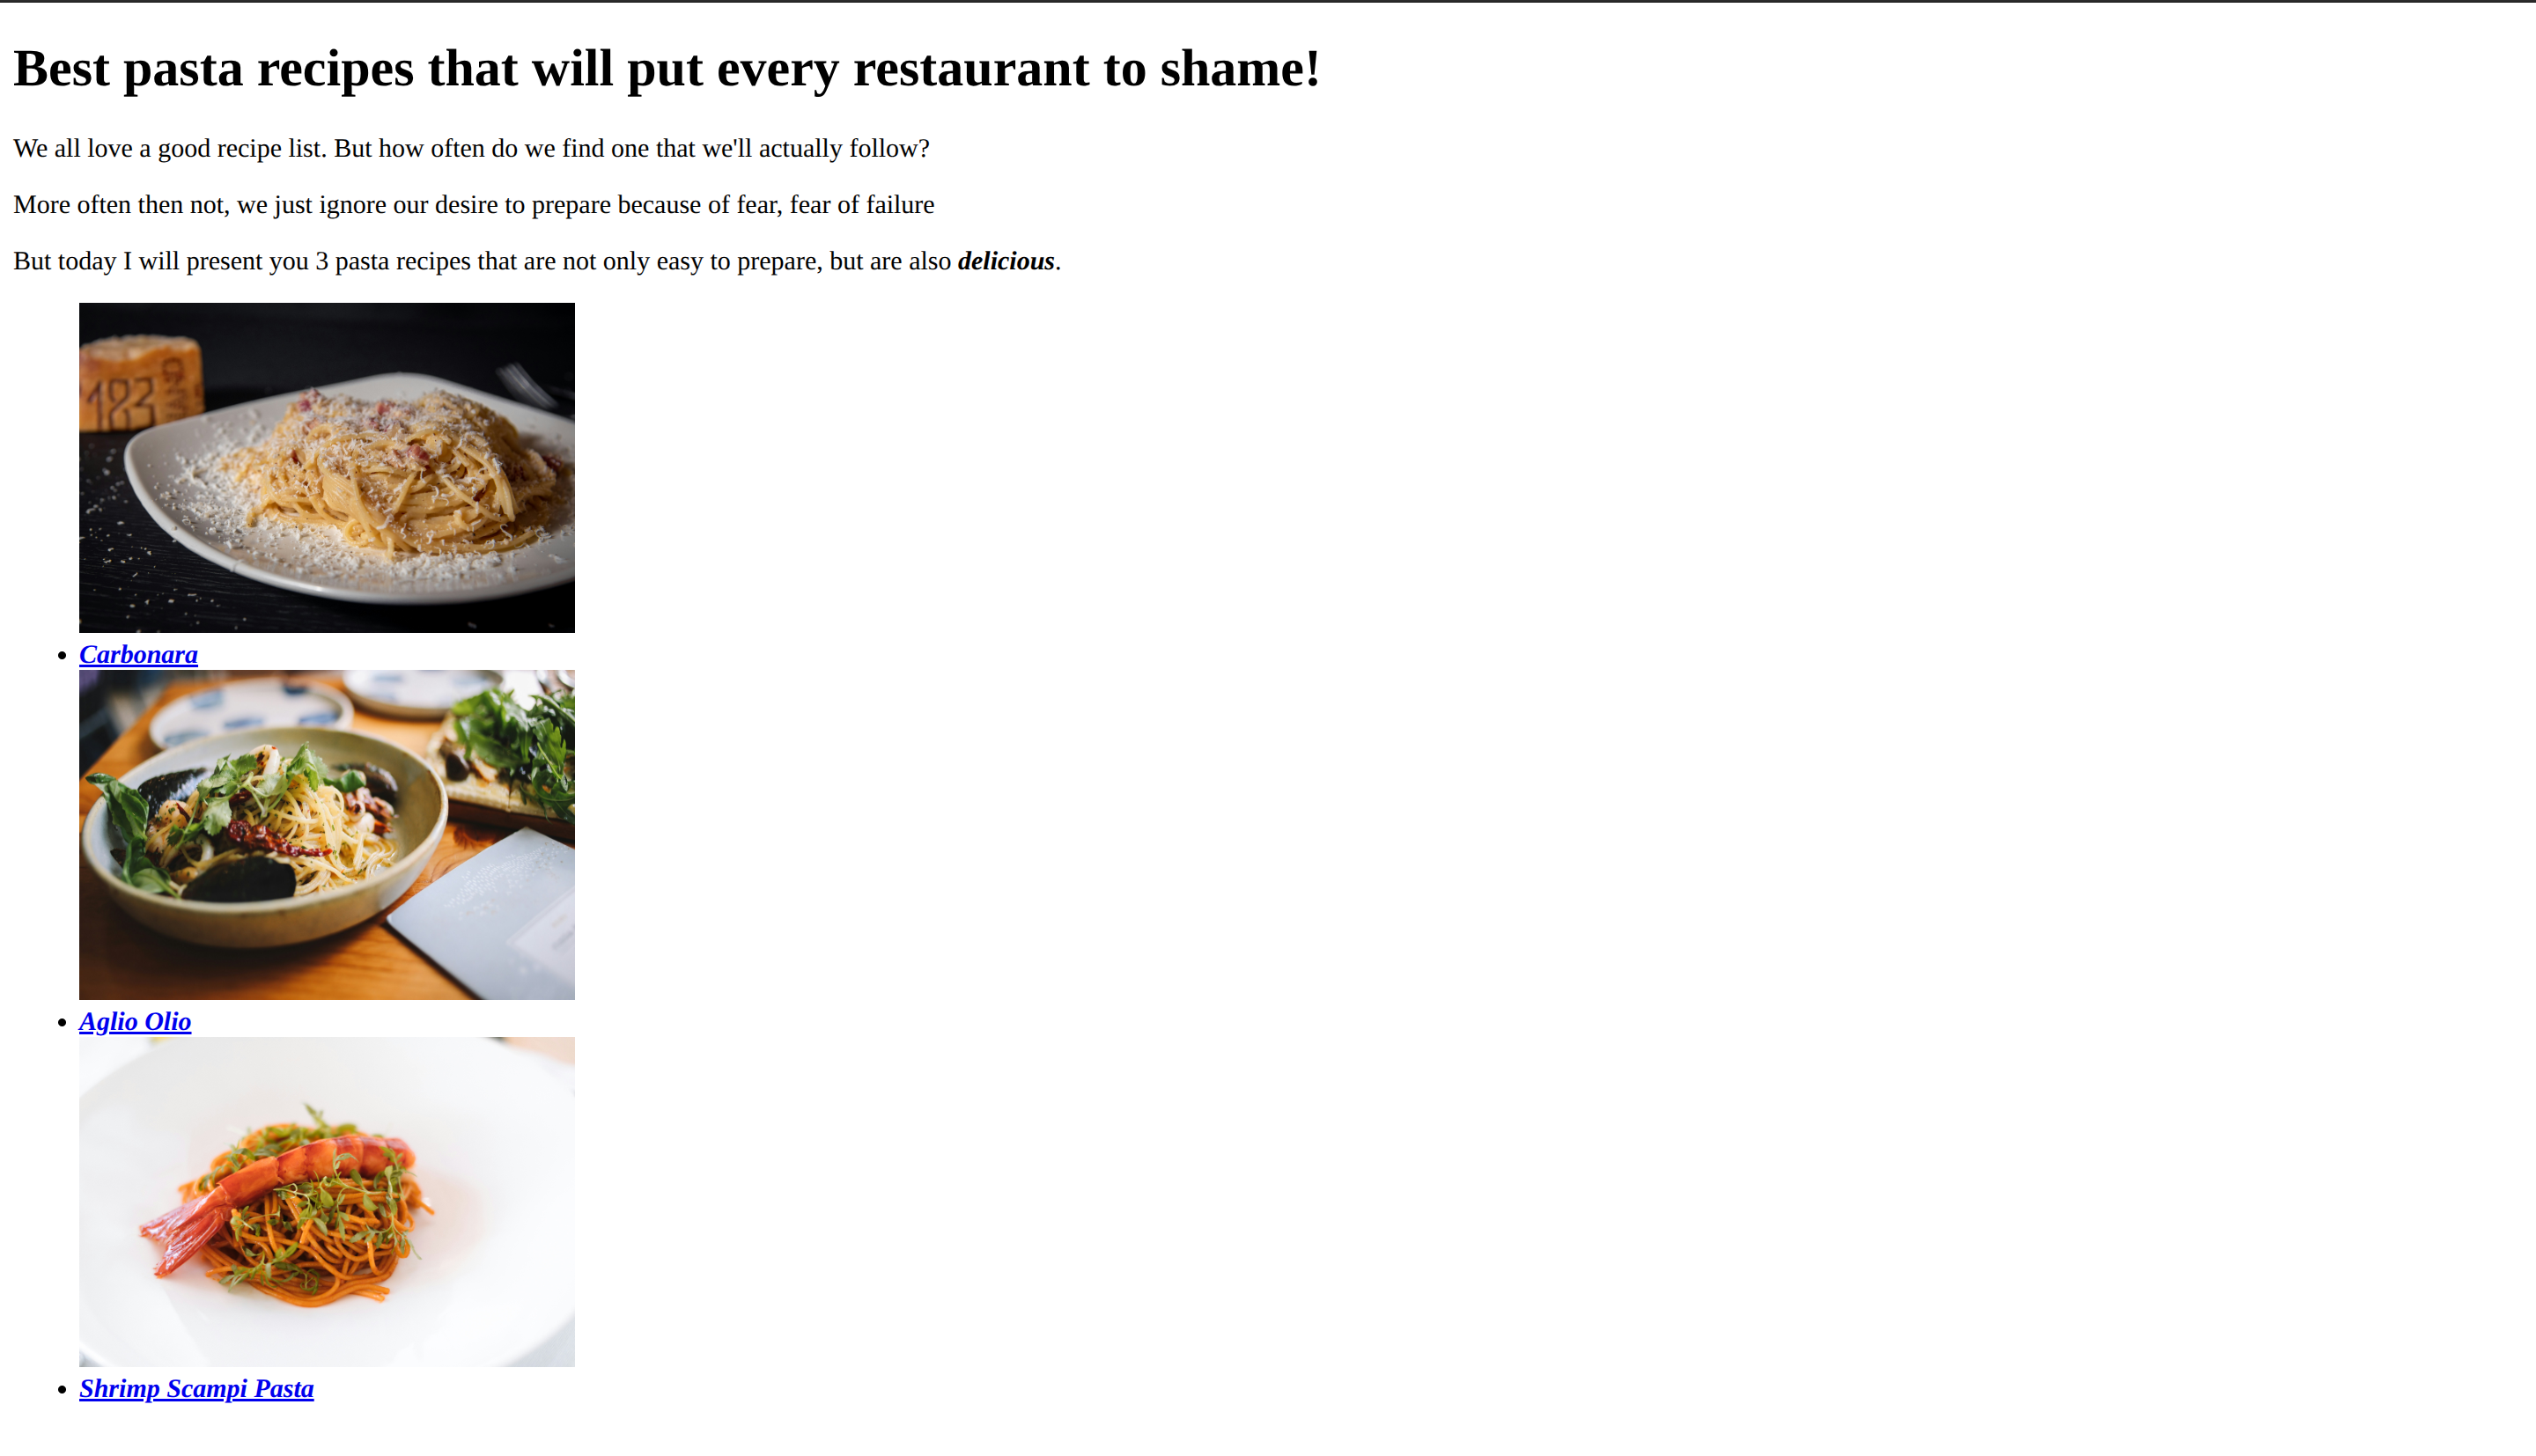 Best pasta recipes that will put every restaurant to shame!
We all love a good recipe list. But how often do we find one that we'll actually follow?
More often then not, we just ignore our desire to prepare because of fear, fear of failure
But today I will present you 3 pasta recipes that are not only easy to prepare, but are also delicious.
183
Carbonara
Aglio Olio
Shrimp Scampi Pasta